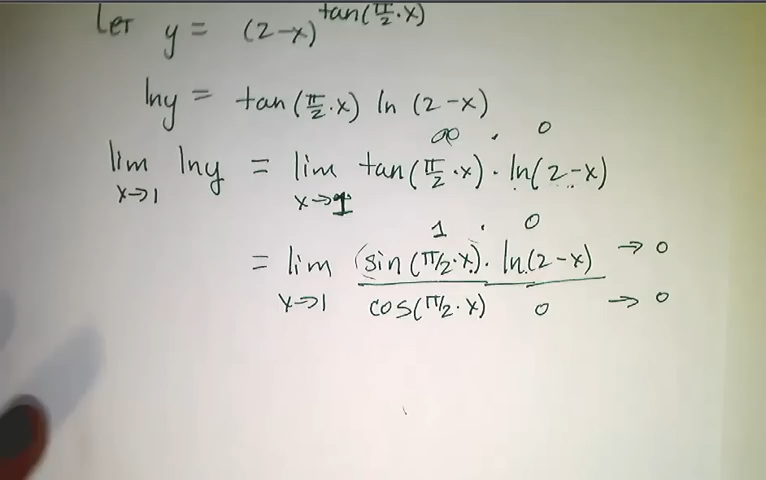 let y = (2-x)^tan(π/2 · x)
ln y = tan(π/2 · x) ln (2-x)
∞ · 0
lim x→1 ln y = lim x→1 tan(π/2 · x) · ln(2-x)
1 · 0
= lim x→1 (sin(π/2 · x) · ln(2-x) → 0
cos(π/2 · x) 0 → 0